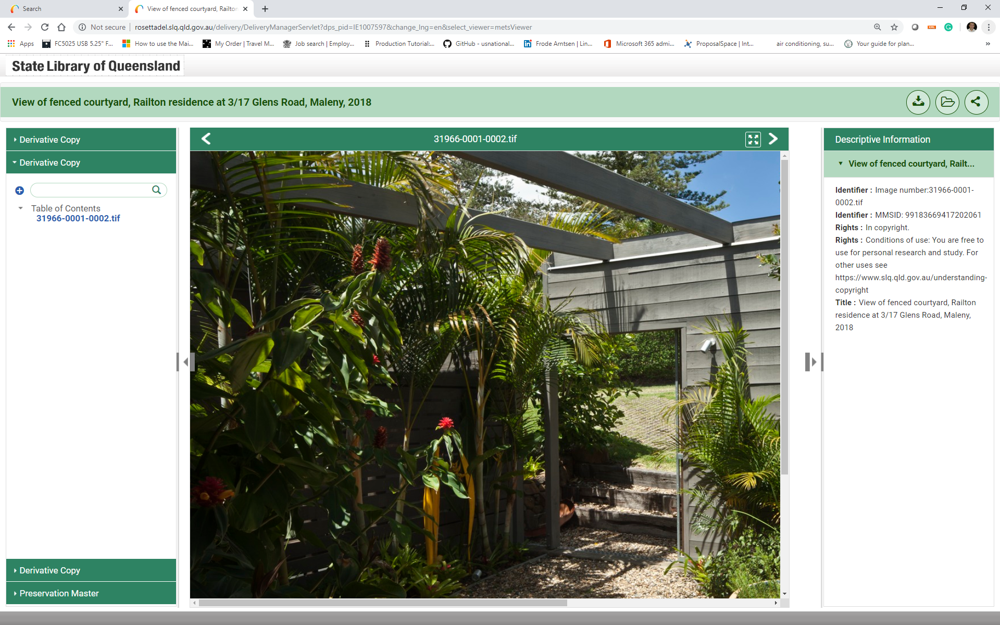 Search
View of fenced courtyard, Railton
Not secure
rosettadel.slq.qld.gov.au/delivery/DeliveryManagerServlet?dps_pid=IE1007597&change_lng=en&select_viewer=metsViewer
Apps
FC5025 USB 5.25" F...
How to use the Mai...
My Order | Travel M...
Job search | Employ...
Production Tutorial:...
GitHub - usnational...
Frode Arntsen | Lin...
Microsoft 365 admi...
ProposalSpace | Int...
air conditioning, su...
Your guide for plan...
State Library of Queensland
View of fenced courtyard, Railton residence at 3/17 Glens Road, Maleny, 2018
Derivative Copy
Derivative Copy
Table of Contents
31966-0001-0002.tif
Derivative Copy
Preservation Master
31966-0001-0002.tif
Descriptive Information
View of fenced courtyard, Railt...
Identifier : Image number:31966-0001-
0002.tif
Identifier : MMSID: 99183669417202061
Rights : In copyright.
Rights : Conditions of use: You are free to
use for personal research and study. For
other uses see
https://www.slq.qld.gov.au/understanding-
copyright
Title : View of fenced courtyard, Railton
residence at 3/17 Glens Road, Maleny,
2018